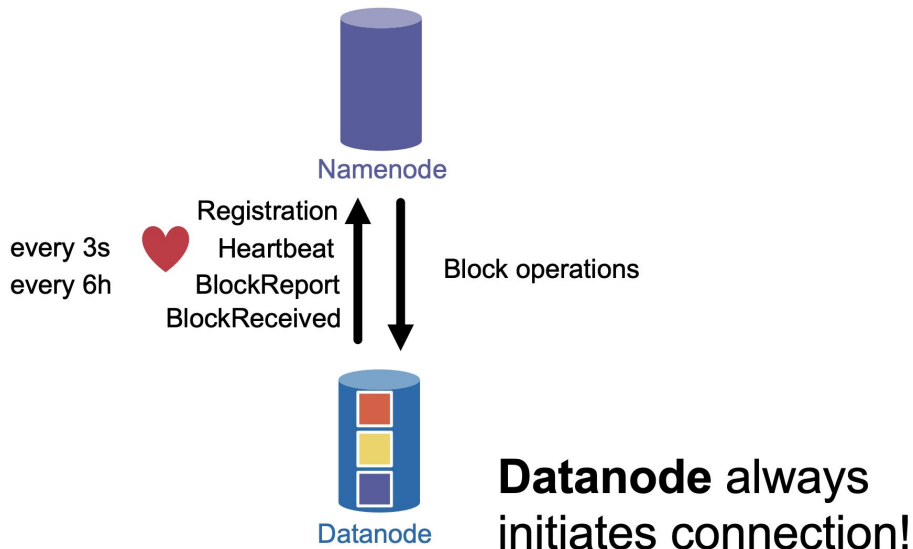 Namenode
Registration
every 3s Heartbeat
every 6h BlockReport
BlockReceived
Block operations
Datanode
Datanode always
initiates connection!